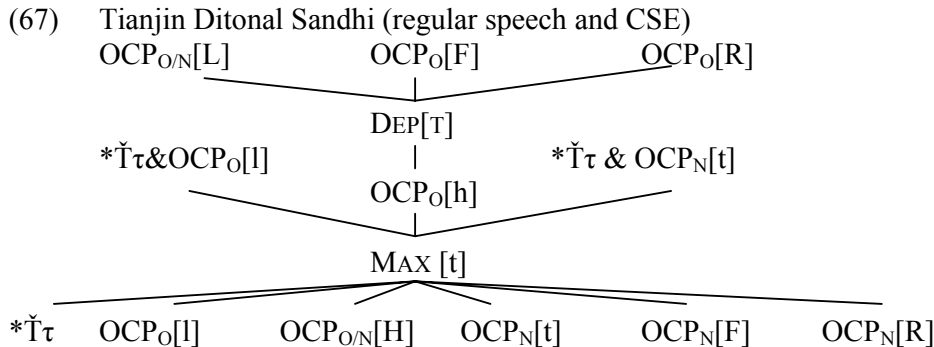 (67) Tianjin Ditonal Sandhi (regular speech and CSE)
OCPO/N[L] OCPO[F] OCPO[R]
DEP[T]
*Ťτ&OCPO[l] *Ťτ & OCPN[t]
OCPO[h]
MAX [t]
*Ťτ OCPO[l] OCPO/N[H] OCPN[t] OCPN[F] OCPN[R]